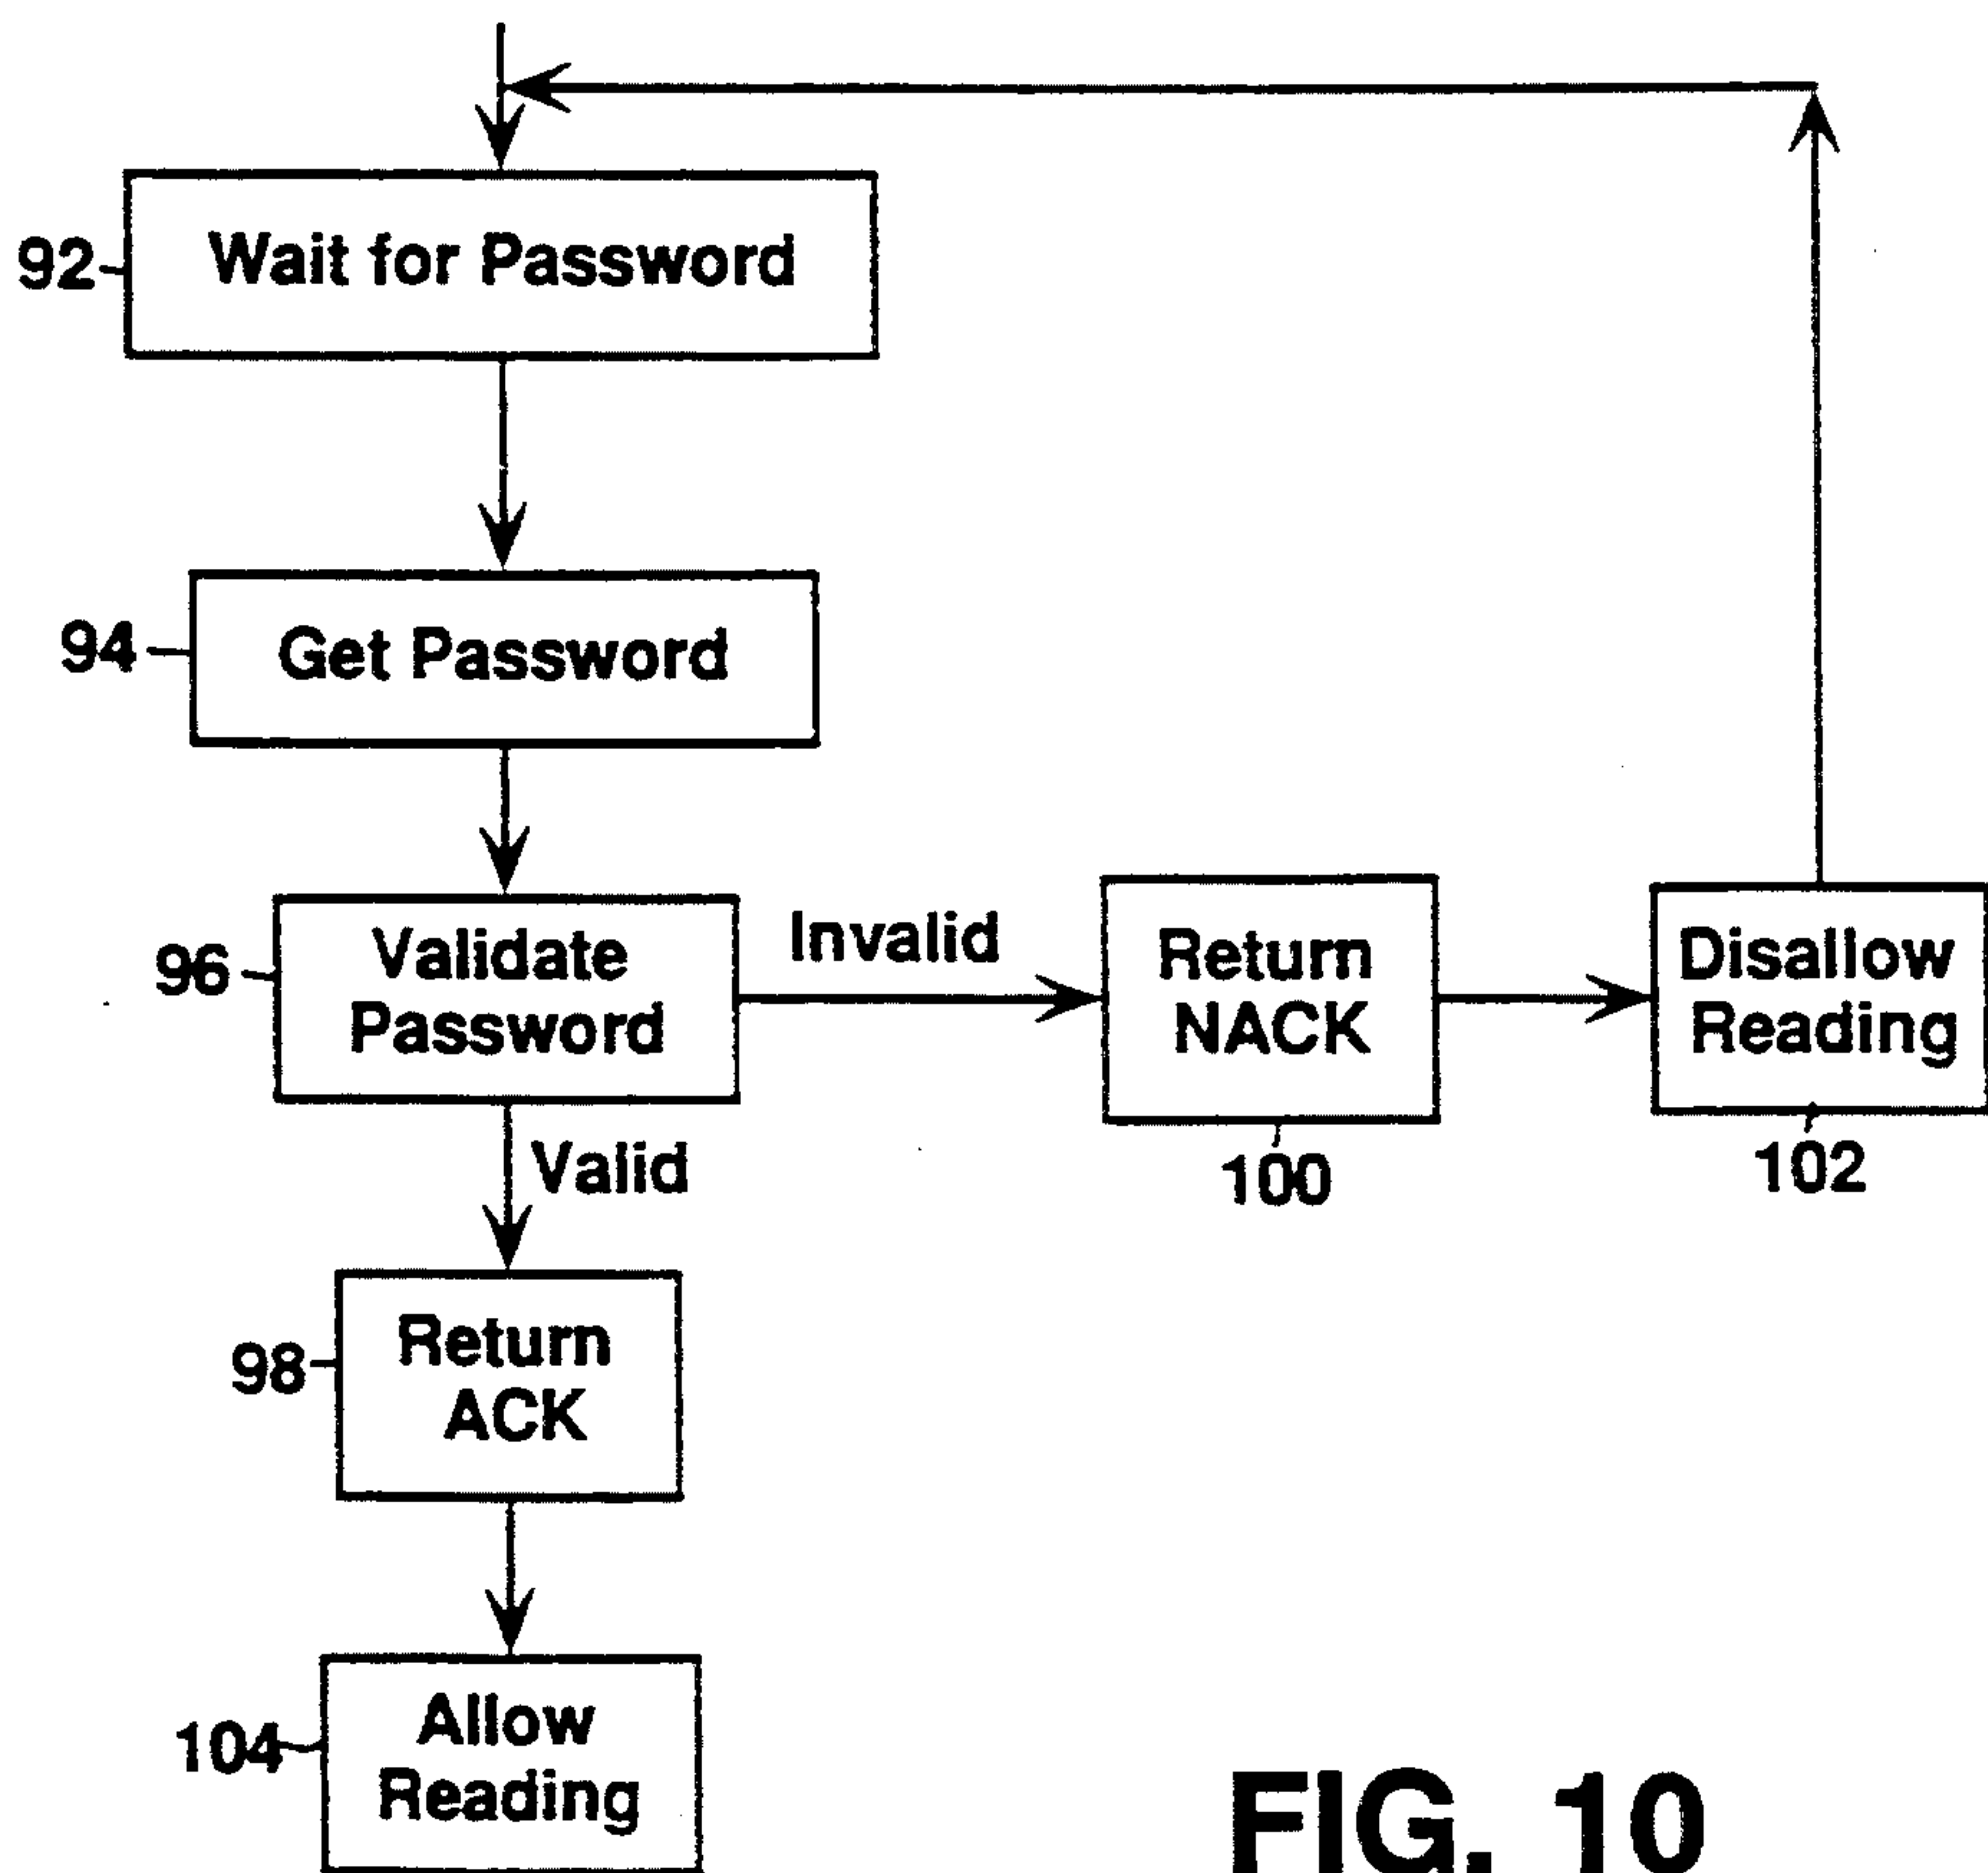 92
Wait for Password
94
Get Password
96
Validate
Password
Invalid
Return
NACK
100
Disallow
Reading
102
Valid
98
Return
ACK
104
Allow
Reading
FIG. 10